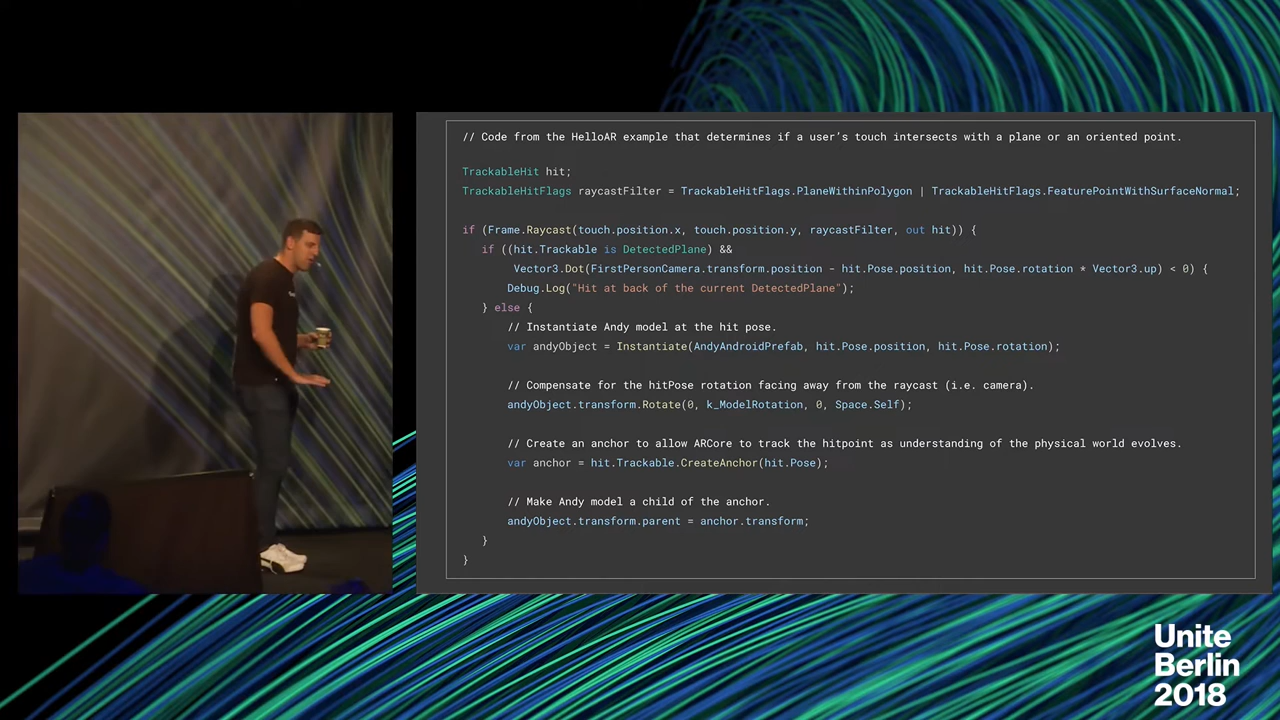 // Code from the HelloAR example that determines if a user's touch intersects with a plane or an oriented point.
TrackableHit hit;
TrackableHitFlags raycastFilter = TrackableHitFlags.PlaneWithinPolygon | TrackableHitFlags.FeaturePointWithSurfaceNormal;
if (Frame.Raycast(touch.position.x, touch.position.y, raycastFilter, out hit)) {
if ((hit.Trackable is DetectedPlane) &&
Vector3.Dot(FirstPersonCamera.transform.position - hit.Pose.position, hit.Pose.rotation * Vector3.up) < 0) {
Debug.Log("Hit at back of the current DetectedPlane");
} else {
// Instantiate Andy model at the hit pose.
var andyObject = Instantiate(AndyAndroidPrefab, hit.Pose.position, hit.Pose.rotation);
// Compensate for the hitPose rotation facing away from the raycast (i.e. camera).
andyObject.transform.Rotate(0, k_ModelRotation, 0, Space.Self);
// Create an anchor to allow ARCore to track the hitpoint as understanding of the physical world evolves.
var anchor = hit.Trackable.CreateAnchor(hit.Pose);
// Make Andy model a child of the anchor.
andyObject.transform.parent = anchor.transform;
}
}
Unite
Berlin
2018